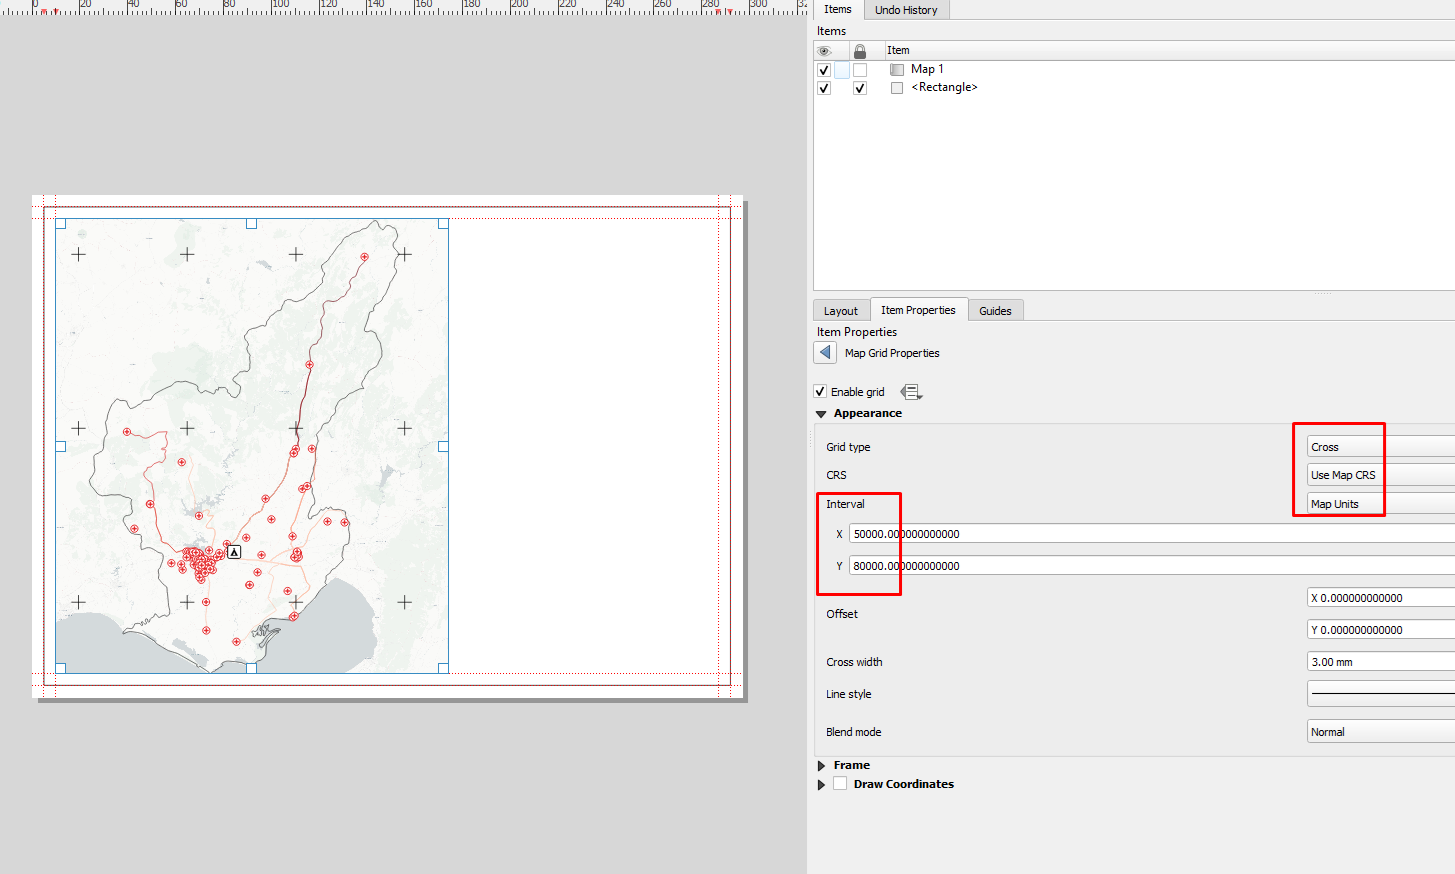 0 20 40 60 80 100 120 140 160 180 200 220 240 260 280 300 32
Items Undo History
Items
Item
Map 1
<Rectangle>
Layout Item Properties Guides
Item Properties
Map Grid Properties
Enable grid
Appearance
Grid type Cross
CRS Use Map CRS
Interval Map Units
X 50000.000000000000
Y 80000.000000000000
Offset
X 0.000000000000
Y 0.000000000000
Cross width 3.00 mm
Line style
Blend mode Normal
Frame
Draw Coordinates